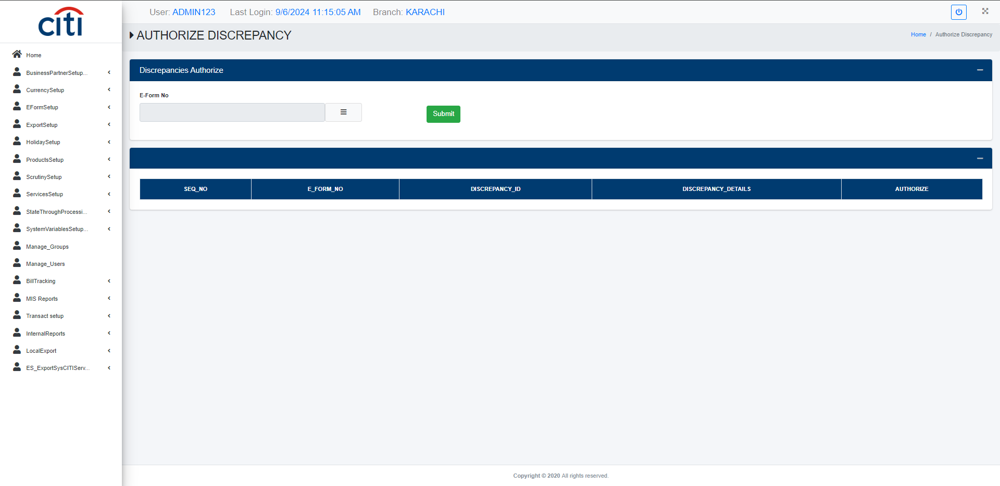 citi
User: ADMIN123 Last Login: 9/6/2024 11:15:05 AM Branch: KARACHI
AUTHORIZE DISCREPANCY
Home / Authorize Discrepancy
Home
BusinessPartnerSetup...
CurrencySetup
EFormSetup
ExportSetup
HolidaySetup
ProductsSetup
ScrutinySetup
ServicesSetup
StateThroughProcessi...
SystemVariablesSetup...
Manage_Groups
Manage_Users
BillTracking
MIS Reports
Transact setup
InternalReports
LocalExport
ES_ExportSysCITIServ...
Discrepancies Authorize
E-Form No
Submit
SEQ_NO E_FORM_NO DISCREPANCY_ID DISCREPANCY_DETAILS AUTHORIZE
Copyright © 2020 All rights reserved.